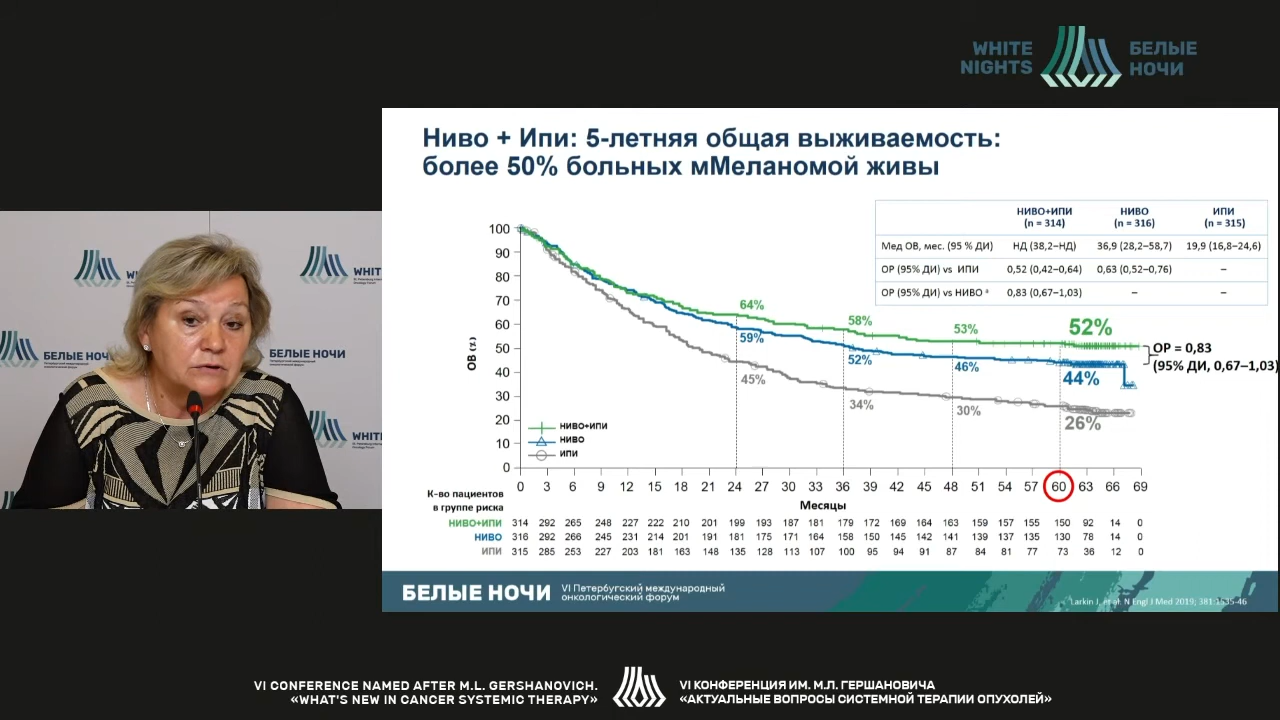 WHITE
NIGHTS
БЕЛЫЕ
НОЧИ
Ниво + Ипи: 5-летняя общая выживаемость:
более 50% больных мМеланомой живы
НИВО+ИПИ НИВО ИПИ
(n = 314) (n = 316) (n = 315)
Мед ОВ, мес. (95 % ДИ) НД (38,2–НД) 36,9 (28,2–58,7) 19,9 (16,8–24,6)
ОР (95% ДИ) vs ИПИ 0,52 (0,42–0,64) 0,63 (0,52–0,76) –
ОР (95% ДИ) vs НИВО 0,83 (0,67–1,03) – –
100
90
80
70
60
50
40
30
20
10
0
ОВ (%)
64%
59%
45%
58%
52%
34%
53%
46%
30%
52%
44%
26%
ОР = 0,83
(95% ДИ, 0,67–1,03)
НИВО+ИПИ
НИВО
ИПИ
0 3 6 9 12 15 18 21 24 27 30 33 36 39 42 45 48 51 54 57 60 63 66 69
Месяцы
К-во пациентов
в группе риска
НИВО+ИПИ 314 292 265 248 227 222 210 201 199 193 187 181 179 172 169 164 163 159 157 155 150 92 14 0
НИВО 316 292 266 245 231 214 201 191 181 175 171 164 158 150 145 142 141 139 137 135 130 78 14 0
ИПИ 315 285 253 227 203 181 163 148 135 128 113 107 100 95 94 91 87 84 81 77 73 36 12 0
БЕЛЫЕ НОЧИ
VI Петербугский международный
онкологический форум
Larkin J, et al. N Engl J Med 2019; 381:1535-46
WHITE
БЕЛЫЕ НОЧИ
БЕЛЫЕ НОЧИ
WHITE
VI CONFERENCE NAMED AFTER M.L. GERSHANOVICH.
«WHAT'S NEW IN CANCER SYSTEMIC THERAPY»
VI КОНФЕРЕНЦИЯ ИМ. М.Л. ГЕРШАНОВИЧА
«АКТУАЛЬНЫЕ ВОПРОСЫ СИСТЕМНОЙ ТЕРАПИИ ОПУХОЛЕЙ»